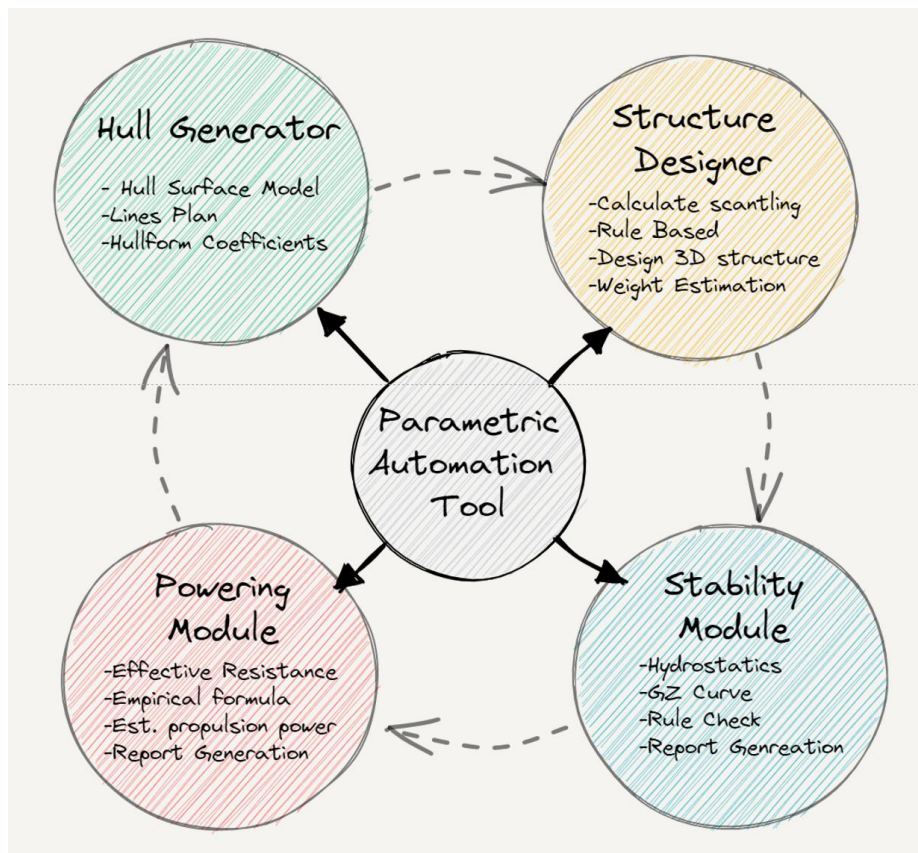 Hull Generator
- Hull Surface Model
-Lines Plan
-Hullform Coefficients
Structure
Designer
-Calculate scantling
-Rule Based
-Design 3D structure
-Weight Estimation
Parametric
Automation
Tool
Powering
Module
-Effective Resistance
-Empirical formula
-Est. propulsion power
-Report Generation
Stability
Module
-Hydrostatics
-GZ Curve
-Rule Check
-Report Genreation